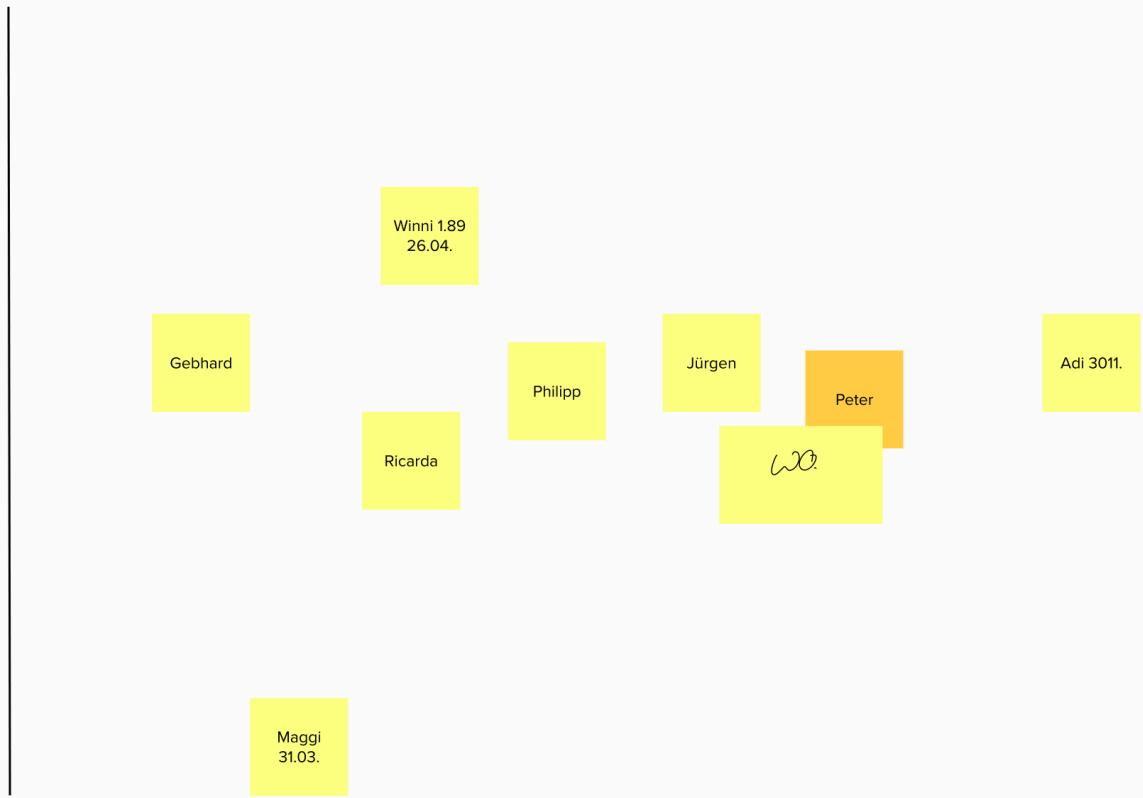 Winni 1.89
26.04.
Gebhard
Jürgen
Adi 3011.
Philipp
Peter
Ricarda
Maggi
31.03.